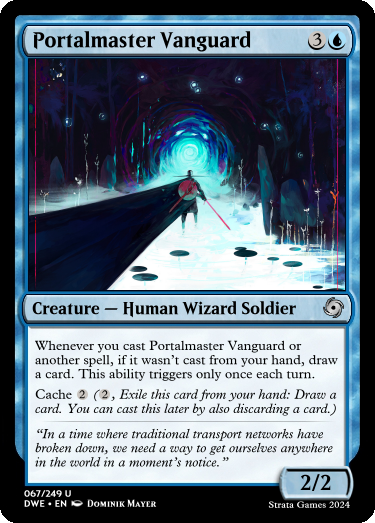 Portalmaster Vanguard 3
Creature — Human Wizard Soldier
Whenever you cast Portalmaster Vanguard or
another spell, if it wasn't cast from your hand, draw
a card. This ability triggers only once each turn.
Cache 2 (2, Exile this card from your hand: Draw a
card. You can cast this later by also discarding a card.)
"In a time where traditional transport networks have
broken down, we need a way to get ourselves anywhere
in the world in a moment's notice."
2/2
067/249 U
DWE • EN Dominik Mayer
Strata Games 2024